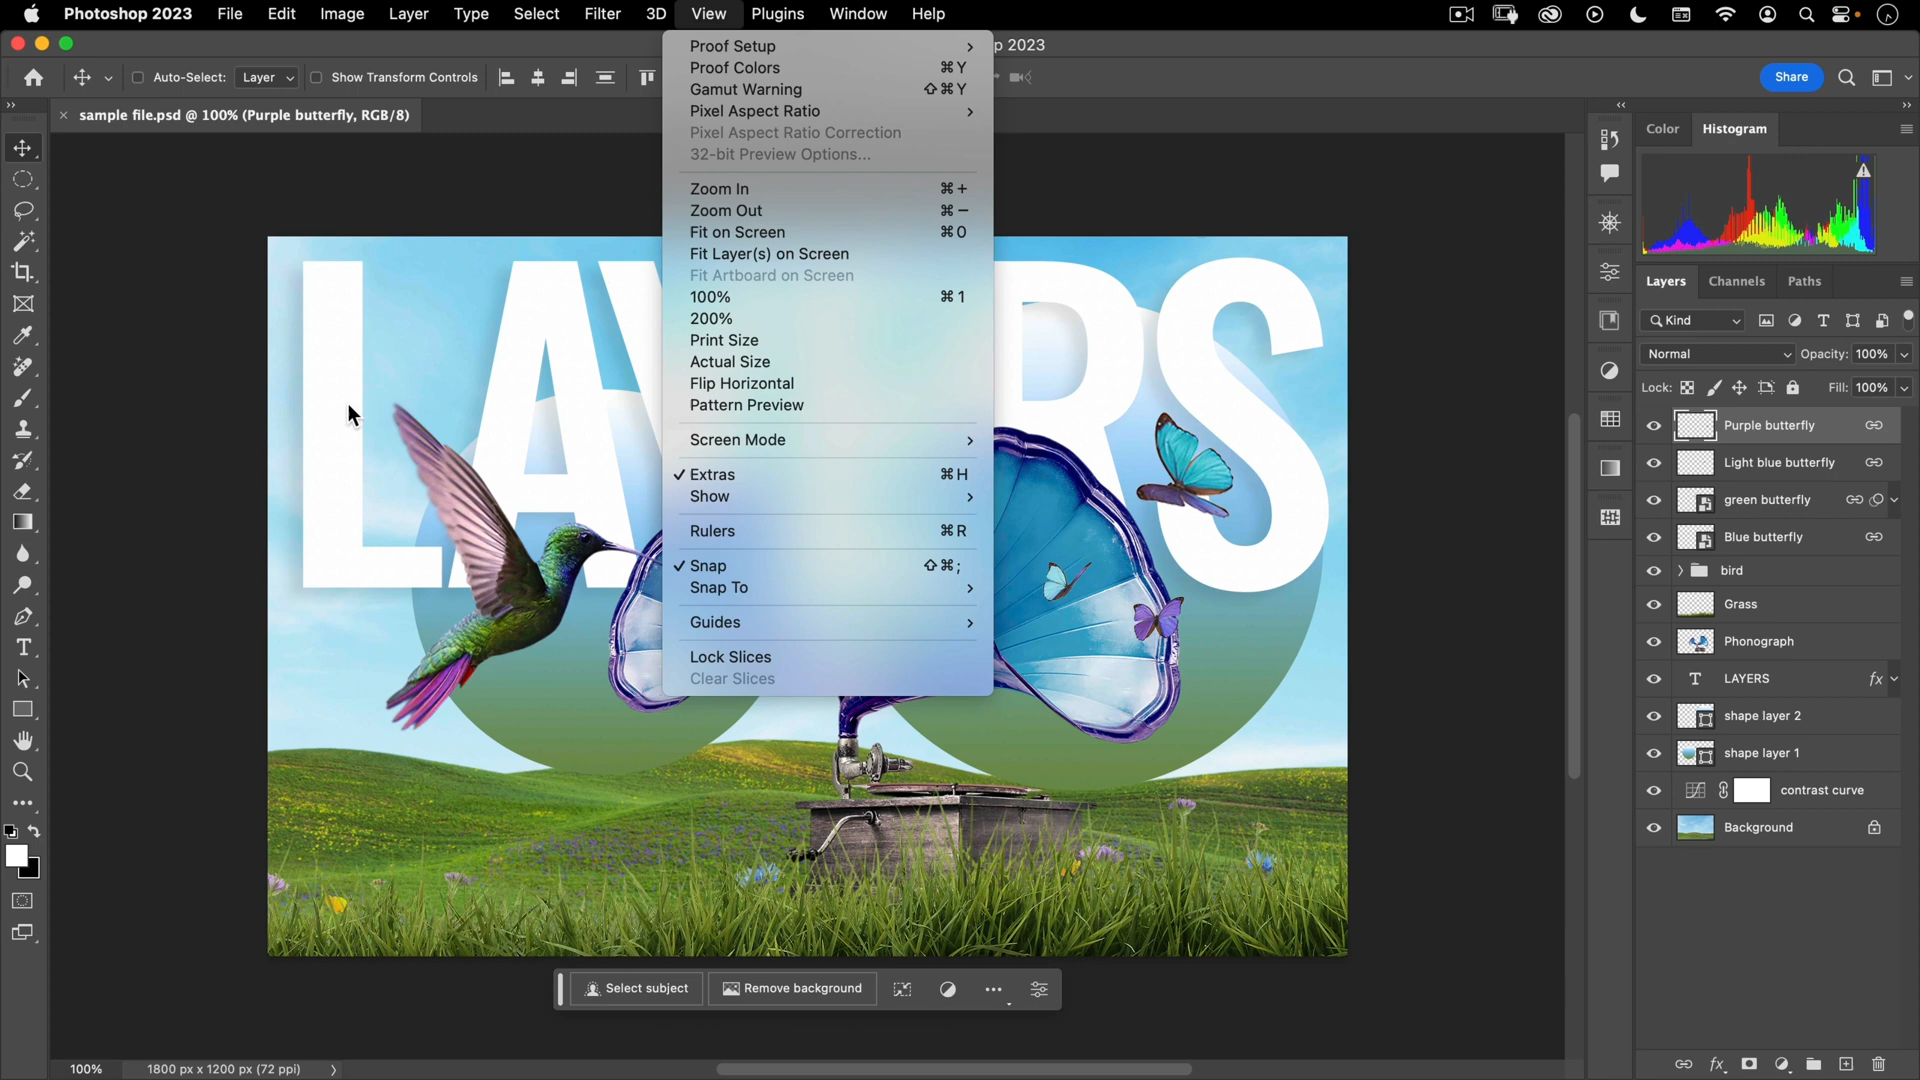 Photoshop 2023 File Edit Image Layer Type Select Filter 3D View Plugins Window Help
p 2023
Auto-Select: Layer Show Transform Controls Share
sample file.psd @ 100% (Purple butterfly, RGB/8)
Proof Setup
Proof Colors ⌘Y
Gamut Warning ⇧⌘Y
Pixel Aspect Ratio
Pixel Aspect Ratio Correction
32-bit Preview Options...
Zoom In ⌘+
Zoom Out ⌘−
Fit on Screen ⌘0
Fit Layer(s) on Screen
Fit Artboard on Screen
100% ⌘1
200%
Print Size
Actual Size
Flip Horizontal
Pattern Preview
Screen Mode
Extras ⌘H
Show
Rulers ⌘R
Snap ⇧⌘;
Snap To
Guides
Lock Slices
Clear Slices
LAYERS
Select subject Remove background
100% 1800 px x 1200 px (72 ppi)
Color Histogram
Layers Channels Paths
Kind
Normal Opacity: 100%
Lock: Fill: 100%
Purple butterfly
Light blue butterfly
green butterfly
Blue butterfly
bird
Grass
Phonograph
T LAYERS fx
shape layer 2
shape layer 1
contrast curve
Background
fx